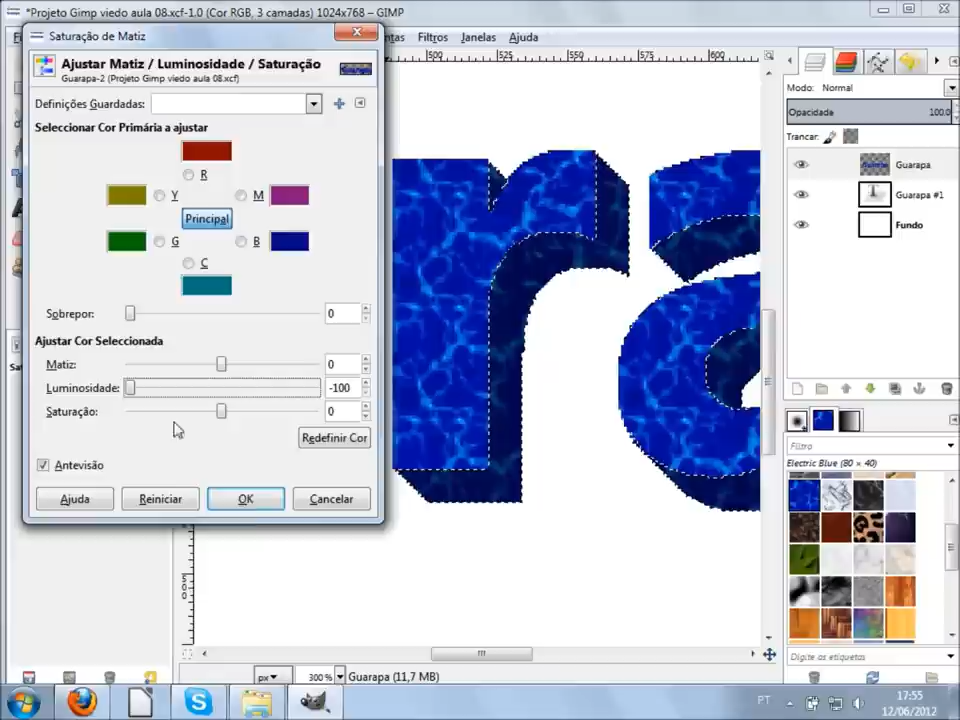 *Projeto Gimp viedo aula 08.xcf-1.0 (Cor RGB, 3 camadas) 1024x768 – GIMP
Saturação de Matiz
Filtros
Janelas
Ajuda
Ajustar Matiz / Luminosidade / Saturação
Guarapa-2 (Projeto Gimp viedo aula 08.xcf)
Definições Guardadas:
Seleccionar Cor Primária a ajustar
R
Y
M
Principal
G
B
C
Sobrepor:
0
Ajustar Cor Seleccionada
Matiz:
0
Luminosidade:
-100
Saturação:
0
Redefinir Cor
Antevisão
Ajuda
Reiniciar
OK
Cancelar
500
525
550
575
600
Modo:
Normal
Opacidade
100.0
Trancar:
Guarapa
Guarapa #1
Fundo
Filtro
Electric Blue (80 × 40)
Digite as etiquetas
px
300 %
Guarapa (11,7 MB)
PT
17:55
12/06/2012